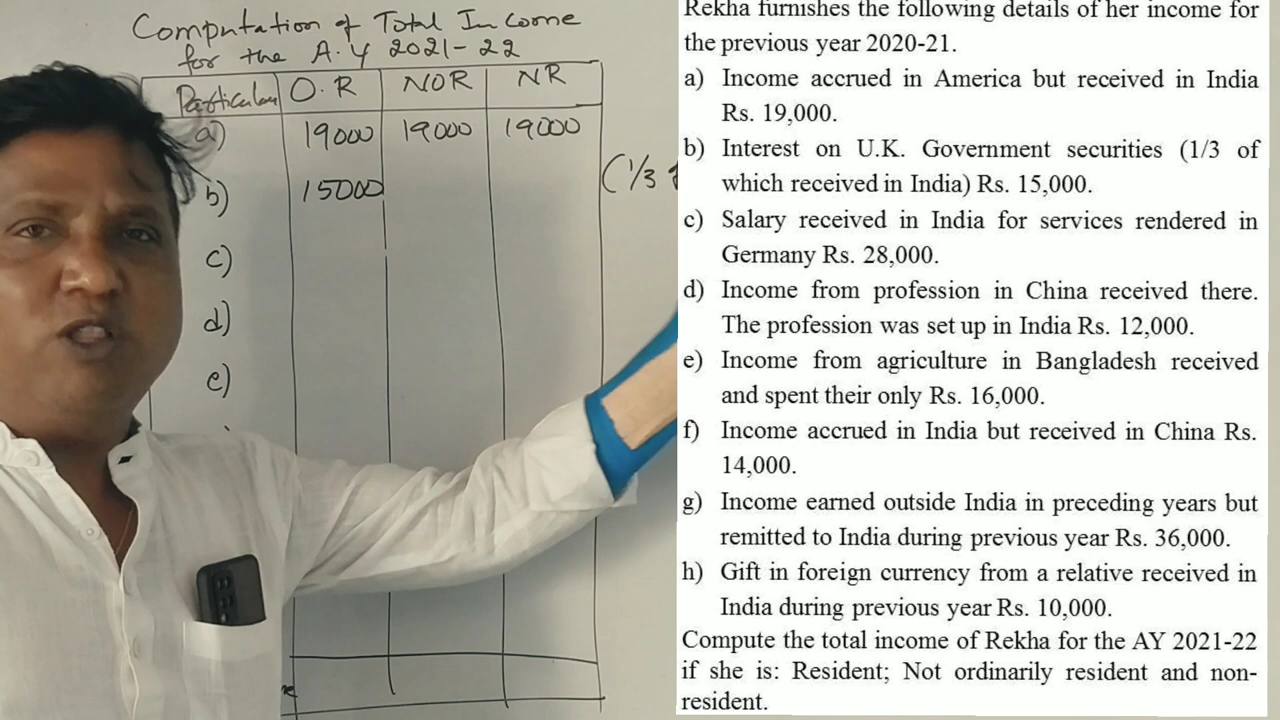 Computation of Total Income
for the A.Y 2021-22
Particulars O.R NOR NR
a) 19000 19000 19000
b) 15000 (1/3
c)
d)
e)
Rekha furnishes the following details of her income for
the previous year 2020-21.
a) Income accrued in America but received in India
Rs. 19,000.
b) Interest on U.K. Government securities (1/3 of
which received in India) Rs. 15,000.
c) Salary received in India for services rendered in
Germany Rs. 28,000.
d) Income from profession in China received there.
The profession was set up in India Rs. 12,000.
e) Income from agriculture in Bangladesh received
and spent their only Rs. 16,000.
f) Income accrued in India but received in China Rs.
14,000.
g) Income earned outside India in preceding years but
remitted to India during previous year Rs. 36,000.
h) Gift in foreign currency from a relative received in
India during previous year Rs. 10,000.
Compute the total income of Rekha for the AY 2021-22
if she is: Resident; Not ordinarily resident and non-
resident.